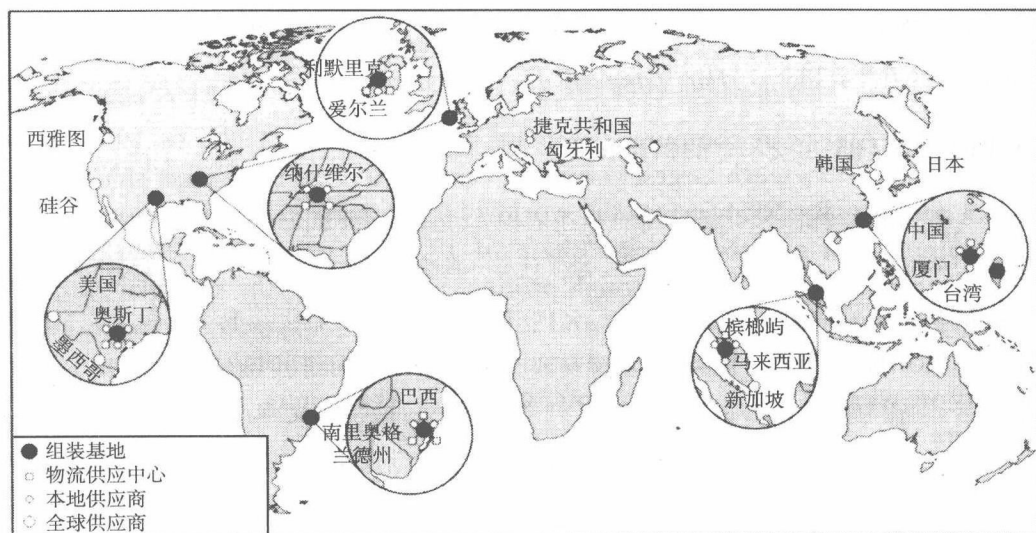 利默里克
爱尔兰
西雅图
捷克共和国
匈牙利
韩国
日本
纳什维尔
硅谷
中国
厦门
台湾
美国
奥斯丁
墨西哥
槟榔屿
马来西亚
新加坡
巴西
南里奥格
兰德州
组装基地
物流供应中心
本地供应商
全球供应商